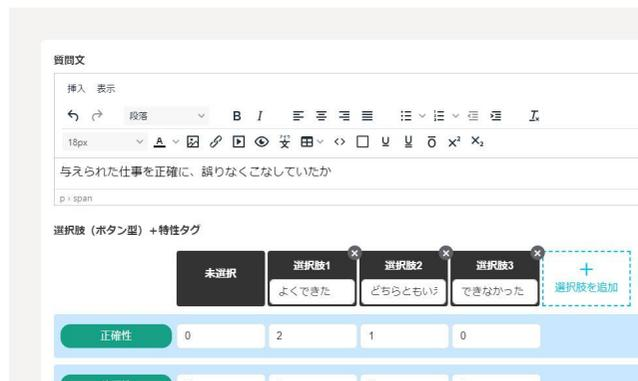 質問文
挿入 表示
段落 B I
18px A X² X₂
与えられた仕事を正確に、誤りなくこなしていたか
p › span
選択肢（ボタン型）＋特性タグ
未選択 選択肢1 選択肢2 選択肢3
よくできた どちらともいえ できなかった
＋ 選択肢を追加
正確性 0 2 1 0